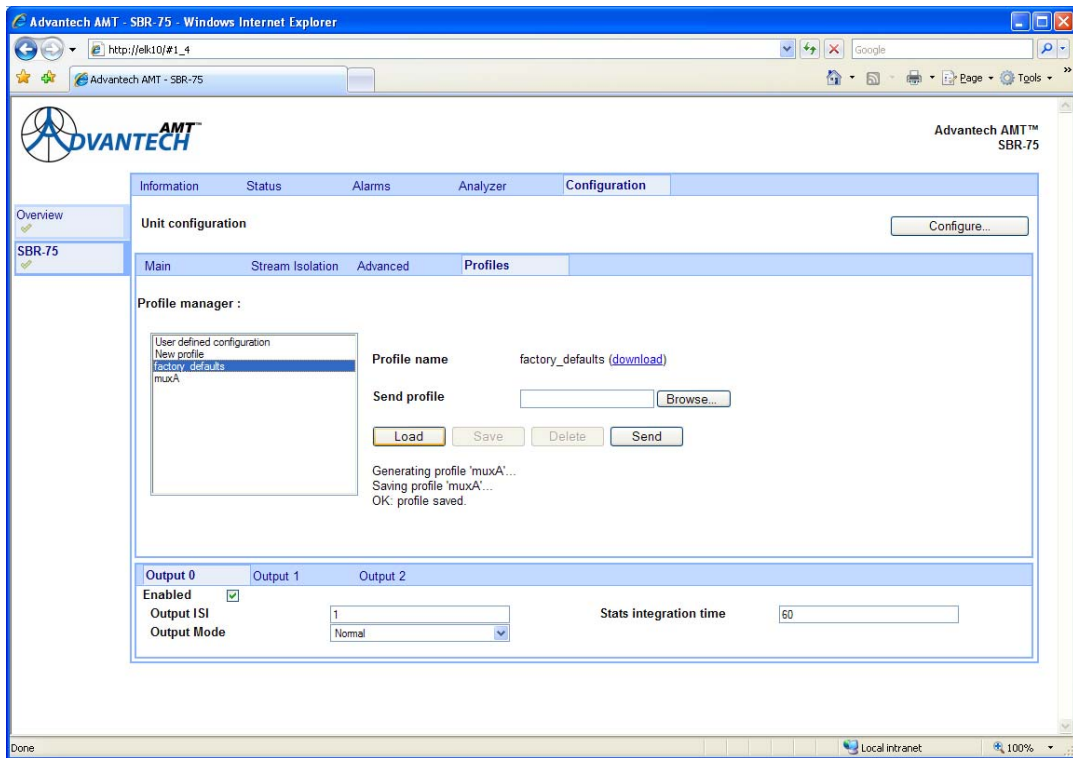 Advantech AMT - SBR-75 - Windows Internet Explorer
http://elk10/#1_4
Google
Advantech AMT - SBR-75
Page
Tools
ADVANTECH AMT™
Advantech AMT™
SBR-75
Information Status Alarms Analyzer Configuration
Overview
SBR-75
Unit configuration
Configure...
Main Stream Isolation Advanced Profiles
Profile manager :
User defined configuration
New profile
factory_defaults
muxA
Profile name factory_defaults (download)
Send profile Browse...
Load Save Delete Send
Generating profile 'muxA'...
Saving profile 'muxA'...
OK: profile saved.
Output 0 Output 1 Output 2
Enabled
Output ISI 1 Stats integration time 60
Output Mode Normal
Done Local intranet 100%